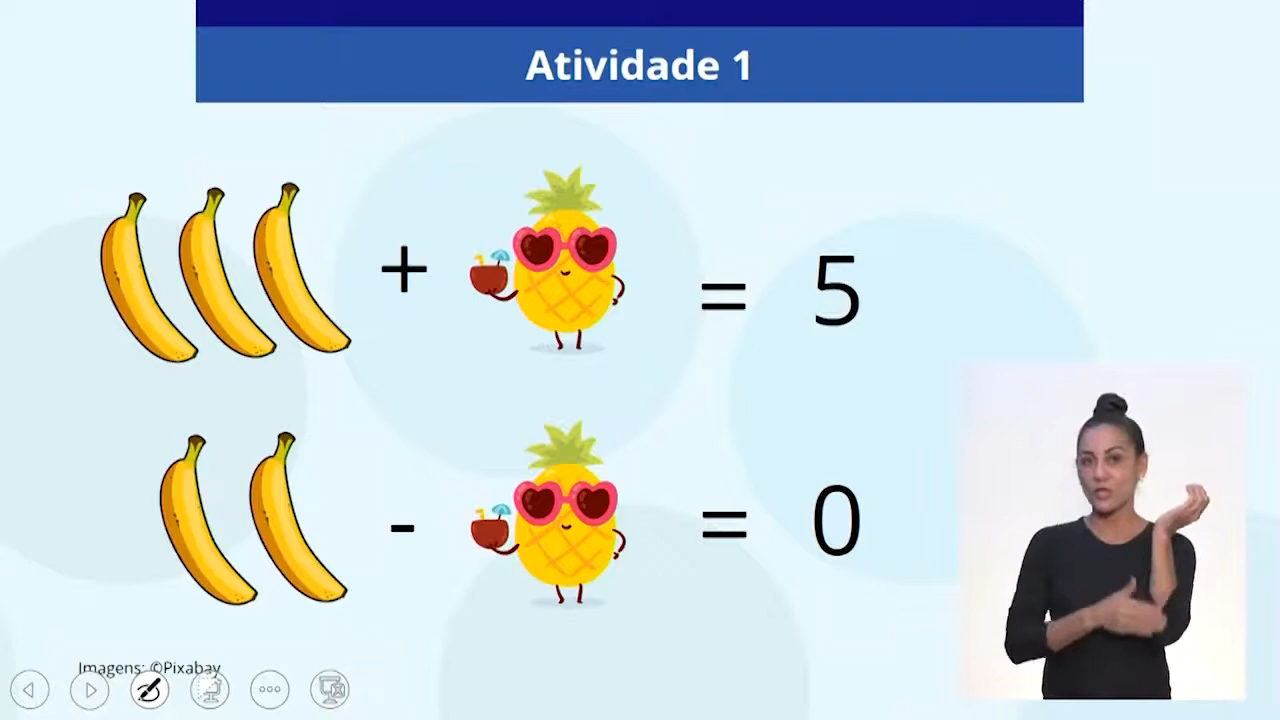 Atividade 1
+ = 5
- = 0
Imagens: ©Pixabay